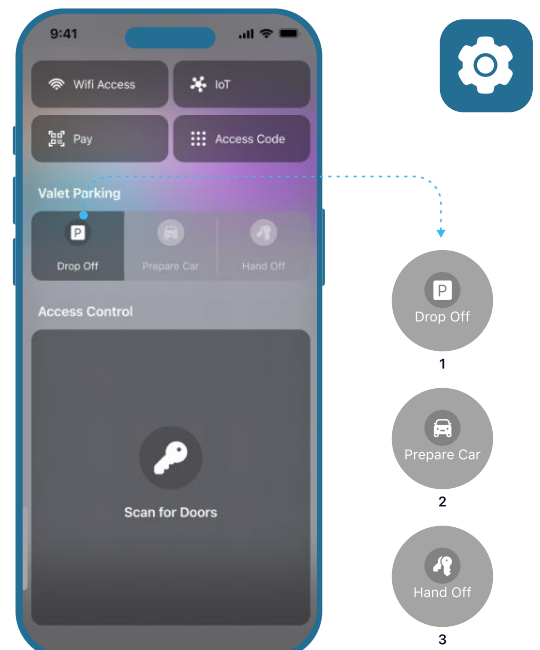 9:41
Wifi Access
IoT
Pay
Access Code
Valet Parking
P
Drop Off
Prepare Car
Hand Off
Access Control
Scan for Doors
P
Drop Off
1
Prepare Car
2
Hand Off
3